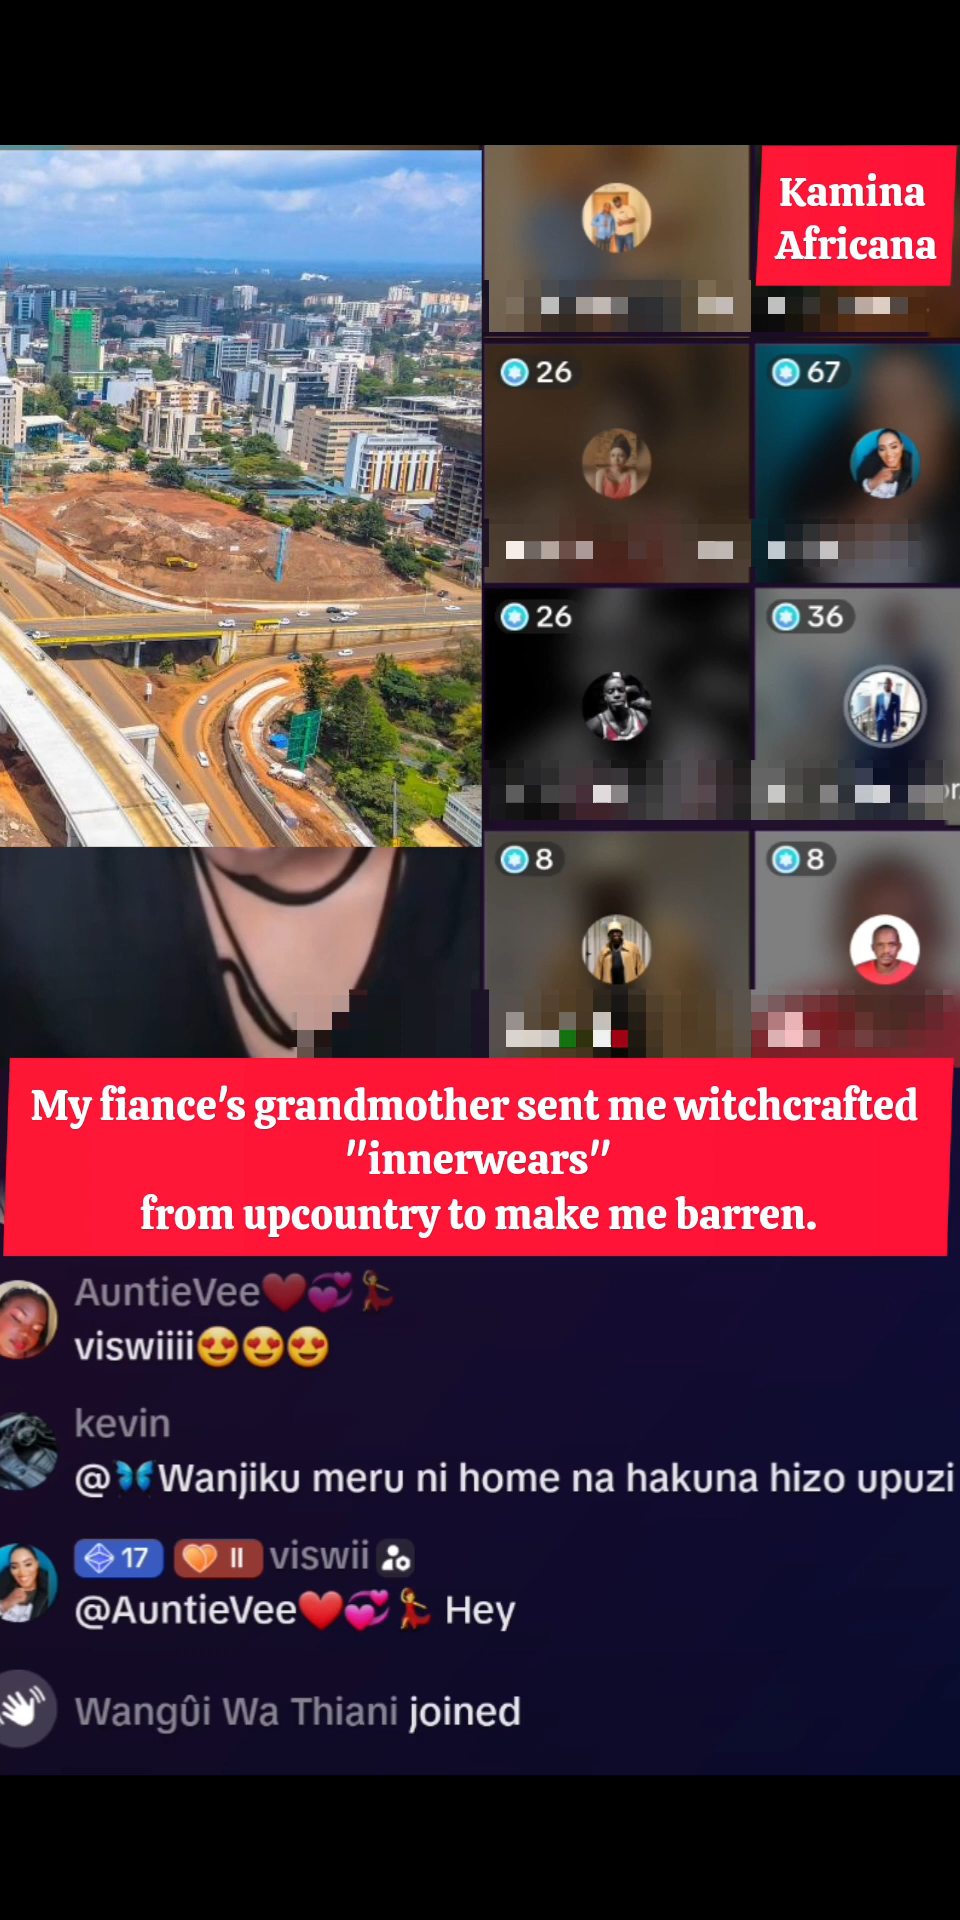 Kamina
Africana
26
67
26
36
8
8
My fiance's grandmother sent me witchcrafted
"innerwears"
from upcountry to make me barren.
AuntieVee❤️💞💃
viswiiii😍😍😍
kevin
@🦋Wanjiku meru ni home na hakuna hizo upuzi
17 II viswii
@AuntieVee❤️💞💃 Hey
Wangûi Wa Thiani joined